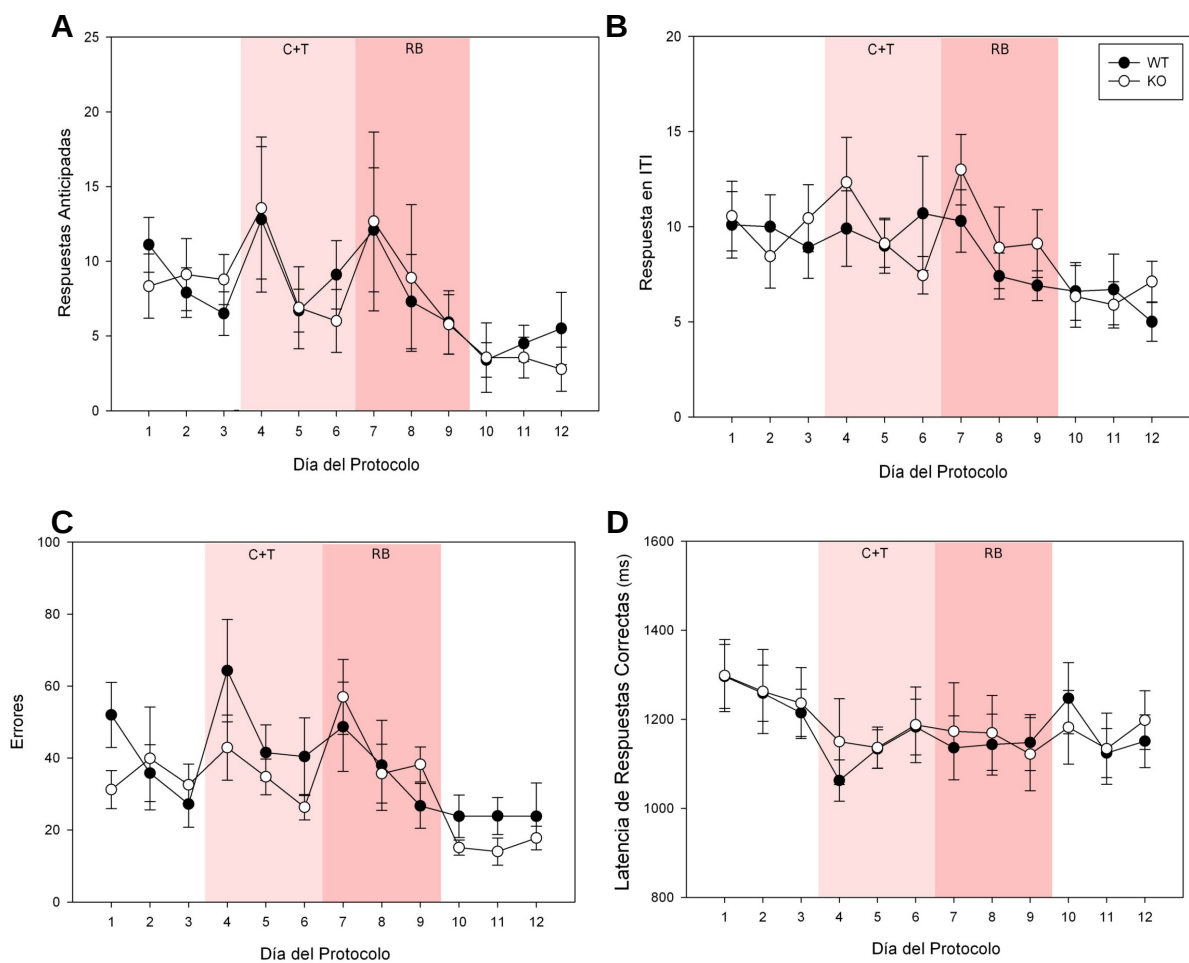 A
C+T
RB
Respuestas Anticipadas
25
20
15
10
5
0
1 2 3 4 5 6 7 8 9 10 11 12
Día del Protocolo
B
C+T
RB
WT
KO
Respuesta en ITI
20
15
10
5
0
1 2 3 4 5 6 7 8 9 10 11 12
Día del Protocolo
C
C+T
RB
Errores
100
80
60
40
20
0
1 2 3 4 5 6 7 8 9 10 11 12
Día del Protocolo
D
C+T
RB
Latencia de Respuestas Correctas (ms)
1600
1400
1200
1000
800
1 2 3 4 5 6 7 8 9 10 11 12
Día del Protocolo